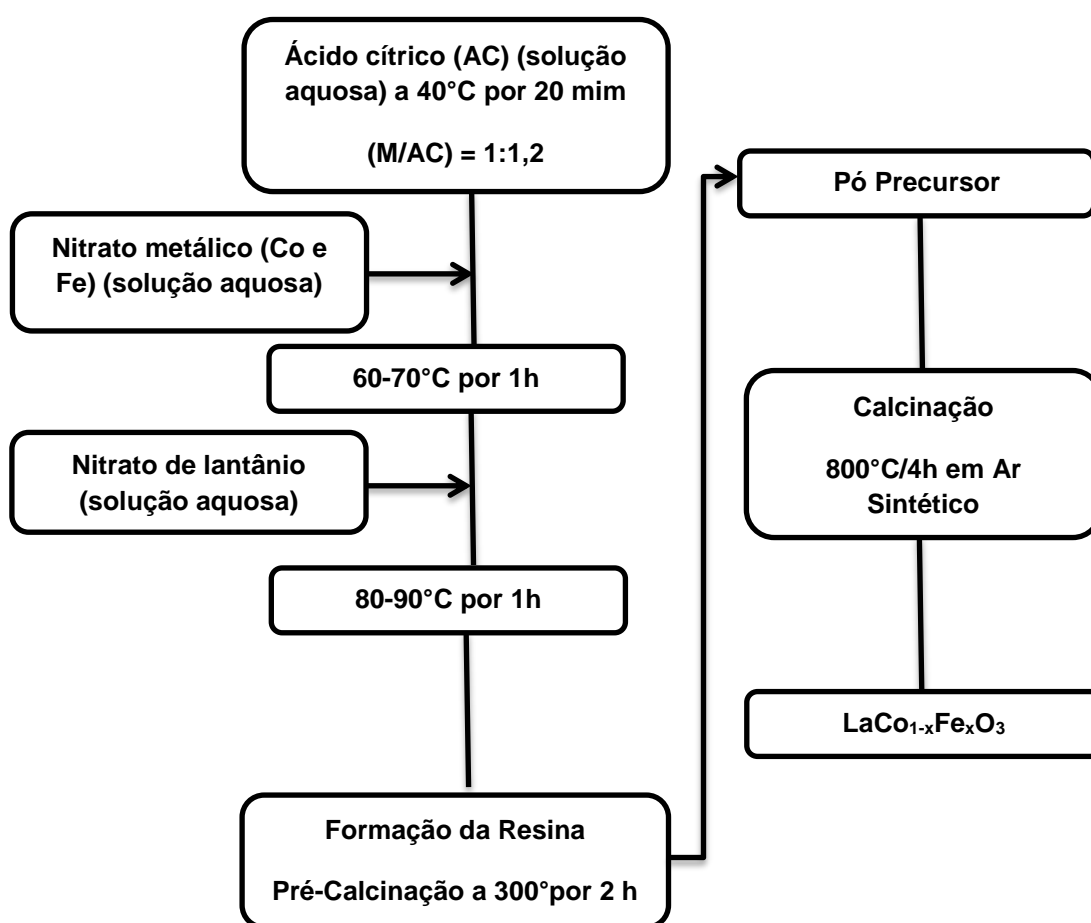 Ácido cítrico (AC) (solução
aquosa) a 40°C por 20 mim
(M/AC) = 1:1,2
Nitrato metálico (Co e
Fe) (solução aquosa)
60-70°C por 1h
Nitrato de lantânio
(solução aquosa)
80-90°C por 1h
Formação da Resina
Pré-Calcinação a 300°por 2 h
Pó Precursor
Calcinação
800°C/4h em Ar
Sintético
LaCo₁₋ₓFeₓO₃